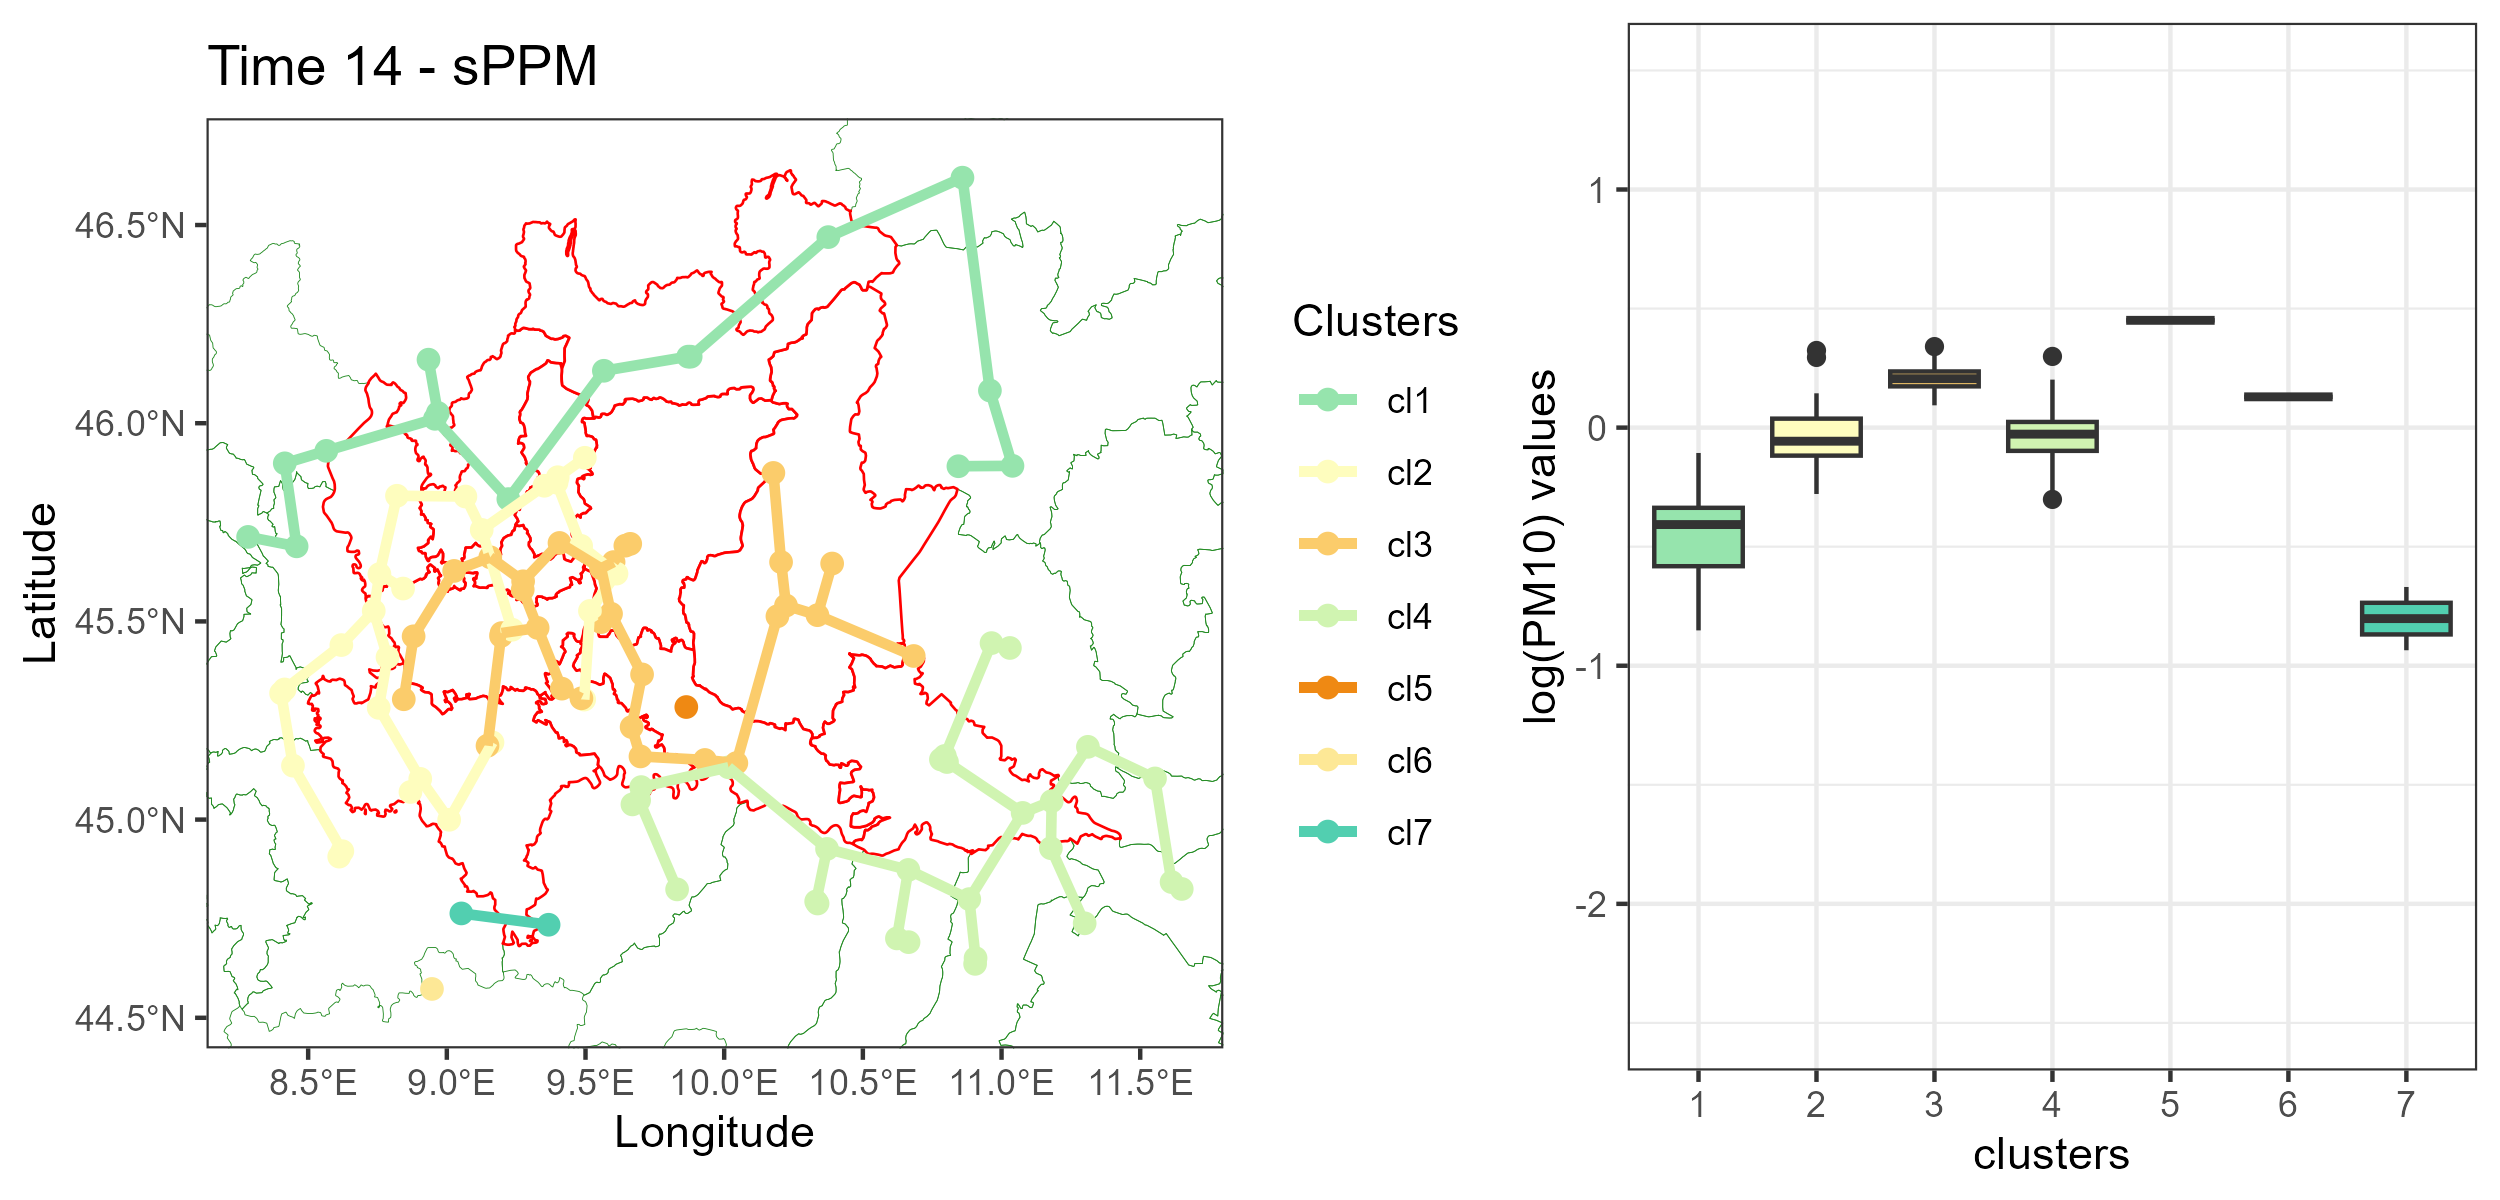 Time 14 - sPPM
Latitude
46.5°N
46.0°N
45.5°N
45.0°N
44.5°N
8.5°E
9.0°E
9.5°E
10.0°E
10.5°E
11.0°E
11.5°E
Longitude
Clusters
cl1
cl2
cl3
cl4
cl5
cl6
cl7
log(PM10) values
1
0
-1
-2
1
2
3
4
5
6
7
clusters